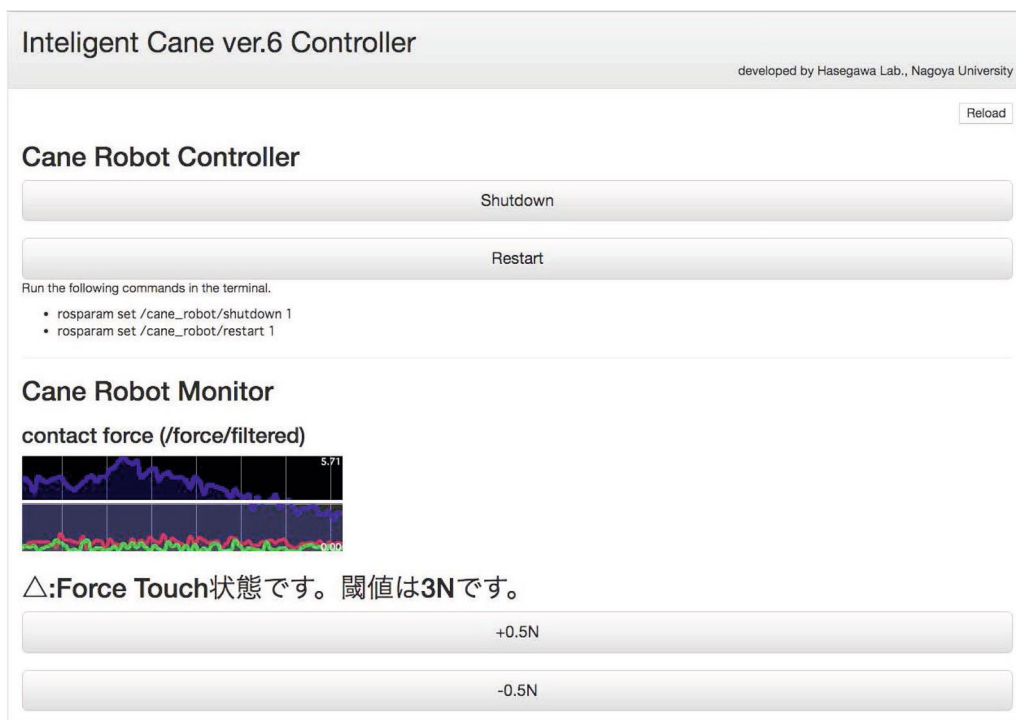 Inteligent Cane ver.6 Controller
developed by Hasegawa Lab., Nagoya University
Reload
Cane Robot Controller
Shutdown
Restart
Run the following commands in the terminal.
• rosparam set /cane_robot/shutdown 1
• rosparam set /cane_robot/restart 1
Cane Robot Monitor
contact force (/force/filtered)
5.71
0.00
△:Force Touch状態です。閾値は3Nです。
+0.5N
-0.5N